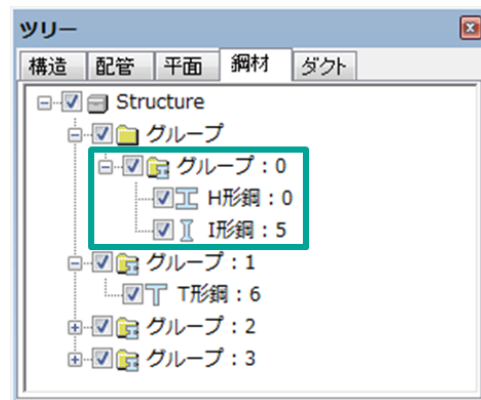 ツリー
構造 配管 平面 鋼材 ダクト
Structure
グループ
グループ：0
H形鋼：0
I形鋼：5
グループ：1
T形鋼：6
グループ：2
グループ：3